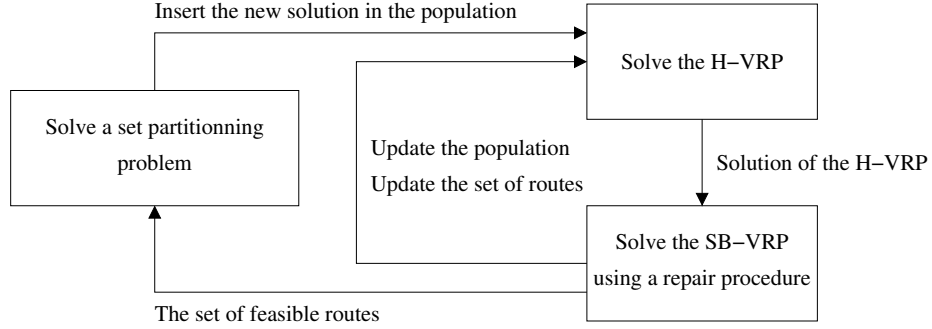 Insert the new solution in the population
Solve the H−VRP
Solve a set partitionning
problem
Update the population
Update the set of routes
Solution of the H−VRP
Solve the SB−VRP
using a repair procedure
The set of feasible routes